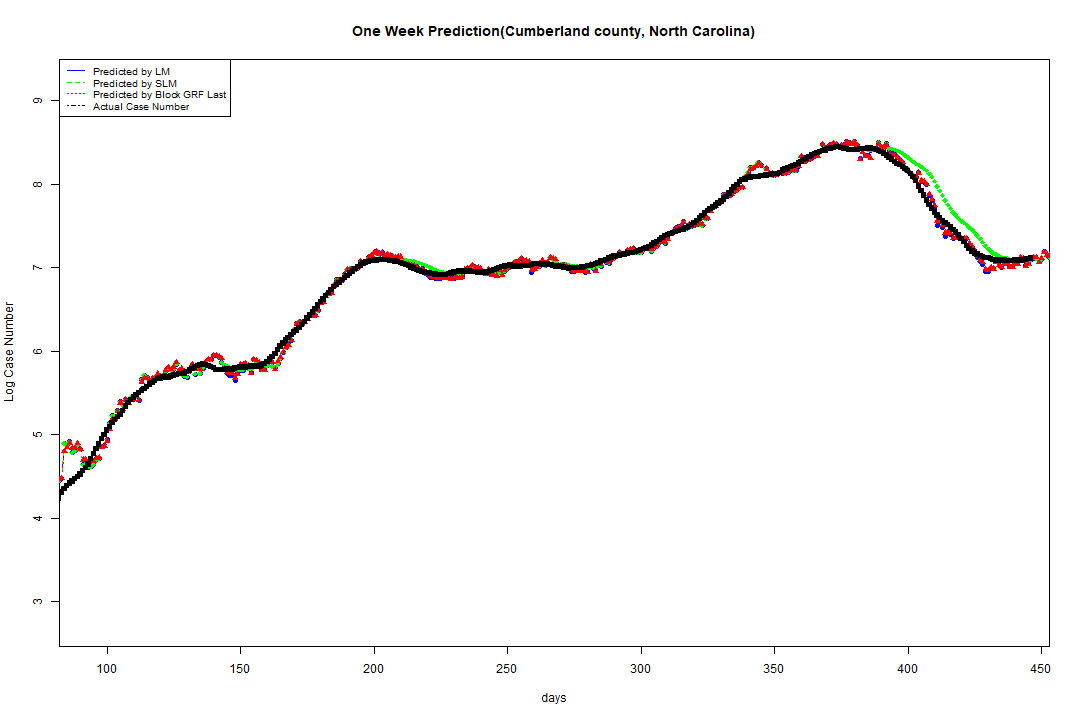 One Week Prediction(Cumberland county, North Carolina)
Predicted by LM
Predicted by SLM
Predicted by Block GRF Last
Actual Case Number
9
8
7
6
5
4
3
Log Case Number
100 150 200 250 300 350 400 450
days